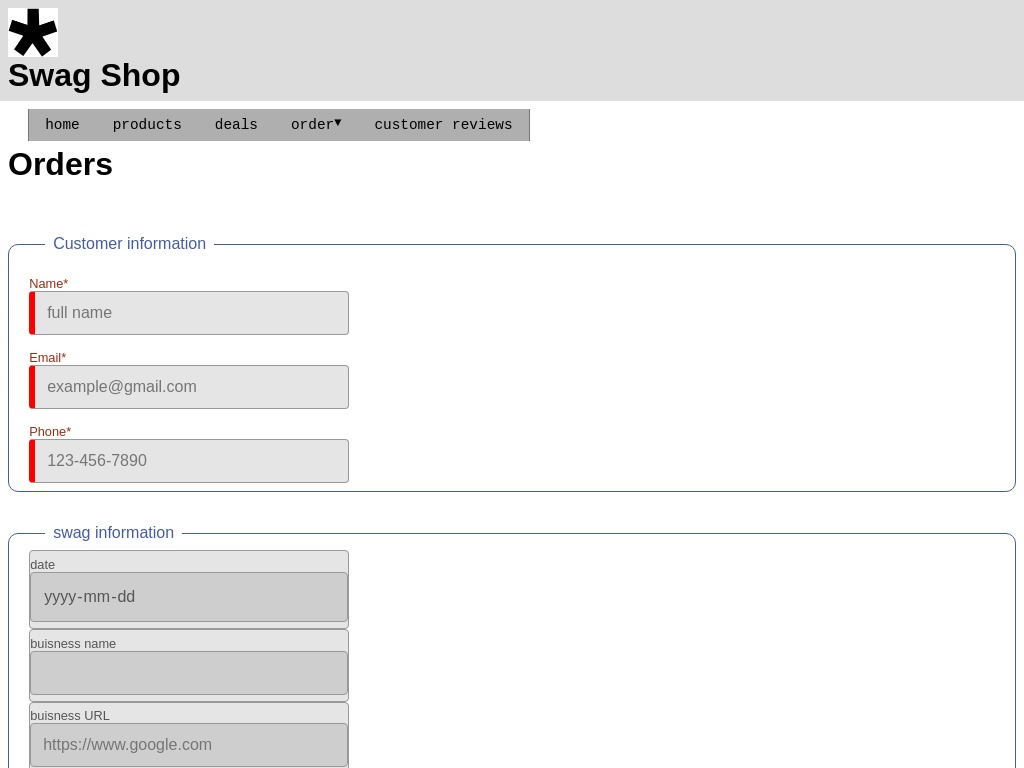 Swag Shop
home products deals order▼ customer reviews
Orders
Customer information
Name*
full name
Email*
example@gmail.com
Phone*
123-456-7890
swag information
date
yyyy-mm-dd
buisness name
buisness URL
https://www.google.com